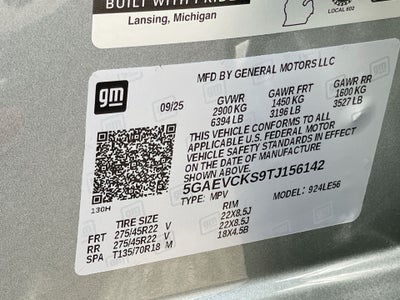 BUILT WITH PRIDE
Lansing, Michigan
LOCAL 602
gm
MFD BY GENERAL MOTORS LLC
09/25
GVWR GAWR FRT GAWR RR
2900 KG 1450 KG 1600 KG
6394 LB 3196 LB 3527 LB
THIS VEHICLE CONFORMS TO ALL
APPLICABLE U.S. FEDERAL MOTOR
VEHICLE SAFETY STANDARDS IN
EFFECT ON THE DATE OF MANUFACTURE
SHOWN ABOVE.
5GAEVCKS9TJ156142
TYPE: MPV MODEL: 924LE56
13GH
TIRE SIZE RIM
FRT 275/45R22 V 22X8.5J
RR 275/45R22 V 22X8.5J
SPA T135/70R18 M 18X4.5B